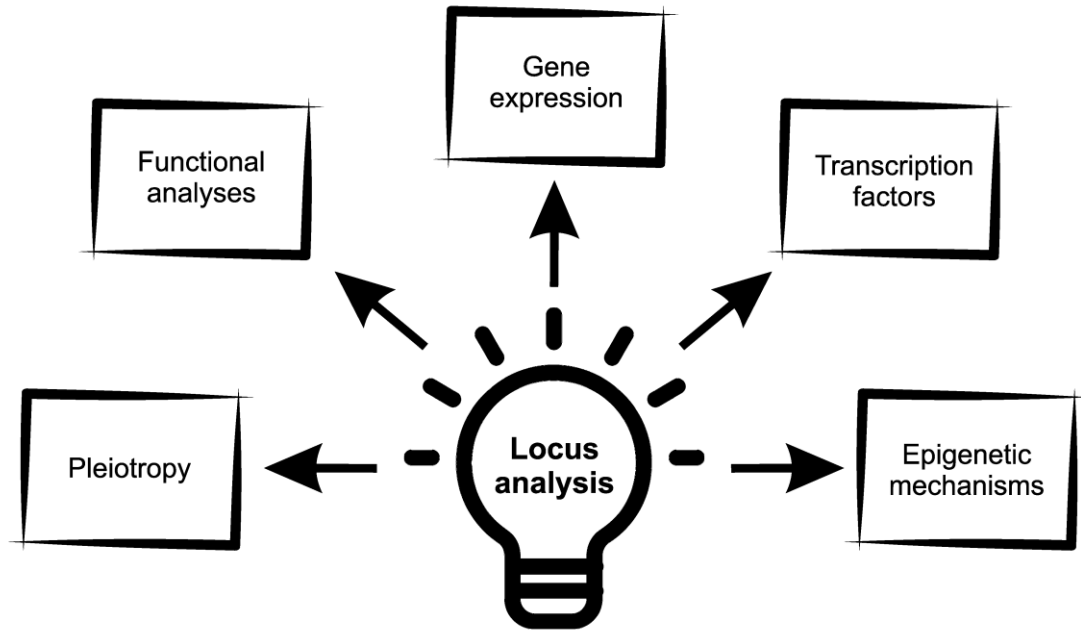 Gene
expression
Functional
analyses
Transcription
factors
Pleiotropy
Locus
analysis
Epigenetic
mechanisms